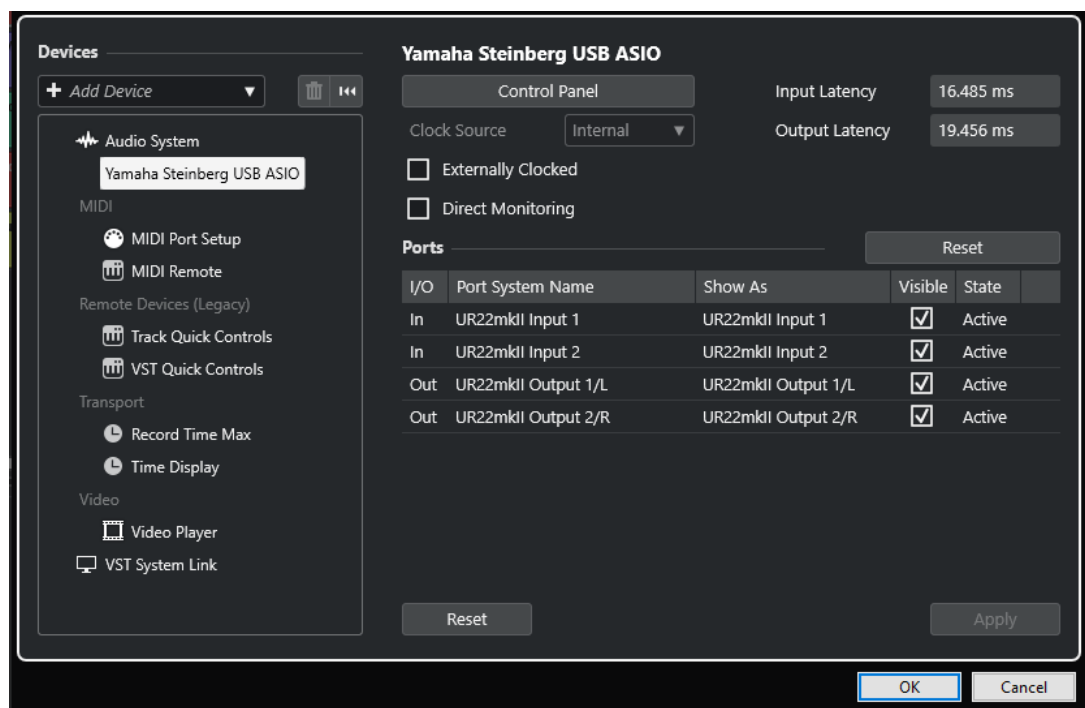 Devices
Add Device
Audio System
Yamaha Steinberg USB ASIO
MIDI
MIDI Port Setup
MIDI Remote
Remote Devices (Legacy)
Track Quick Controls
VST Quick Controls
Transport
Record Time Max
Time Display
Video
Video Player
VST System Link
Yamaha Steinberg USB ASIO
Control Panel
Input Latency 16.485 ms
Clock Source Internal
Output Latency 19.456 ms
Externally Clocked
Direct Monitoring
Ports
Reset
I/O Port System Name Show As Visible State
In UR22mkII Input 1 UR22mkII Input 1 Active
In UR22mkII Input 2 UR22mkII Input 2 Active
Out UR22mkII Output 1/L UR22mkII Output 1/L Active
Out UR22mkII Output 2/R UR22mkII Output 2/R Active
Reset
Apply
OK
Cancel